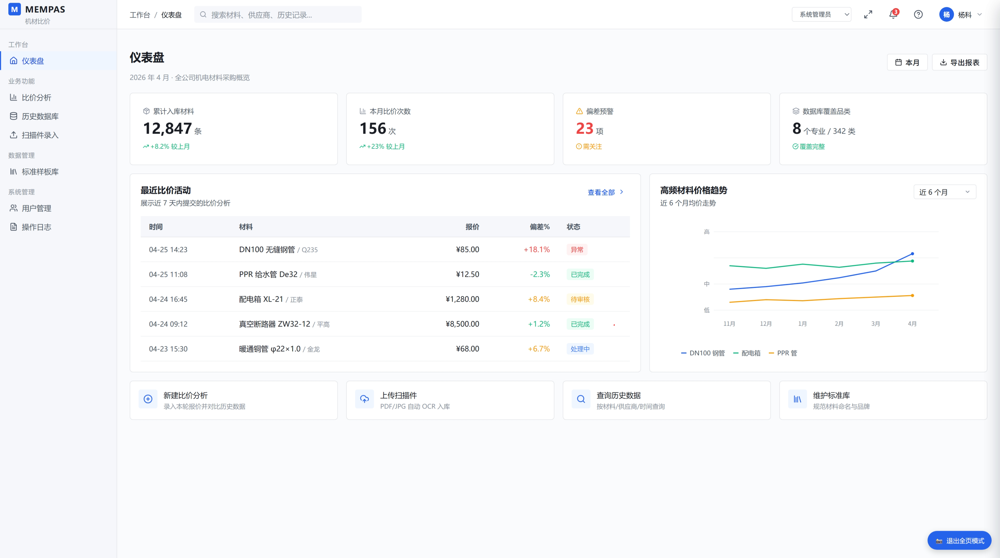 M MEMPAS
机材比价
工作台 / 仪表盘
搜索材料、供应商、历史记录...
系统管理员
3
杨 杨科
工作台
仪表盘
业务功能
比价分析
历史数据库
扫描件录入
数据管理
标准样板库
系统管理
用户管理
操作日志
仪表盘
2026 年 4 月 · 全公司机电材料采购概览
本月
导出报表
累计入库材料
12,847 条
+8.2% 较上月
本月比价次数
156 次
+23% 较上月
偏差预警
23 项
需关注
数据库覆盖品类
8 个专业 / 342 类
覆盖完整
最近比价活动
展示近 7 天内提交的比价分析
查看全部
时间 材料 报价 偏差% 状态
04-25 14:23 DN100 无缝钢管 / Q235 ¥85.00 +18.1% 异常
04-25 11:08 PPR 给水管 De32 / 伟星 ¥12.50 -2.3% 已完成
04-24 16:45 配电箱 XL-21 / 正泰 ¥1,280.00 +8.4% 待审核
04-24 09:12 真空断路器 ZW32-12 / 平高 ¥8,500.00 +1.2% 已完成
04-23 15:30 暖通铜管 φ22×1.0 / 金龙 ¥68.00 +6.7% 处理中
高频材料价格趋势
近 6 个月均价走势
近 6 个月
高
中
低
11月 12月 1月 2月 3月 4月
DN100 钢管 配电箱 PPR 管
新建比价分析
录入本轮报价并对比历史数据
上传扫描件
PDF/JPG 自动 OCR 入库
查询历史数据
按材料/供应商/时间查询
维护标准库
规范材料命名与品牌
退出全页模式